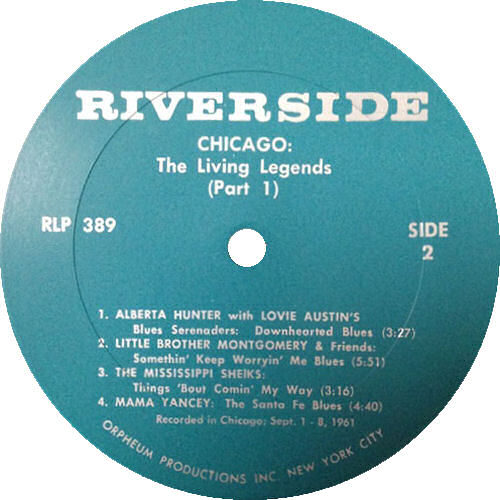 RIVERSIDE
CHICAGO:
The Living Legends
(Part 1)
RLP 389
SIDE
2
1. ALBERTA HUNTER with LOVIE AUSTIN'S
Blues Serenaders: Downhearted Blues (3:27)
2. LITTLE BROTHER MONTGOMERY & Friends:
Somethin' Keep Worryin' Me Blues (5:51)
3. THE MISSISSIPPI SHEIKS:
Things 'Bout Comin' My Way (3:16)
4. MAMA YANCEY: The Santa Fe Blues (4:40)
Recorded in Chicago; Sept. 1 - 8, 1961
ORPHEUM PRODUCTIONS INC. NEW YORK CITY